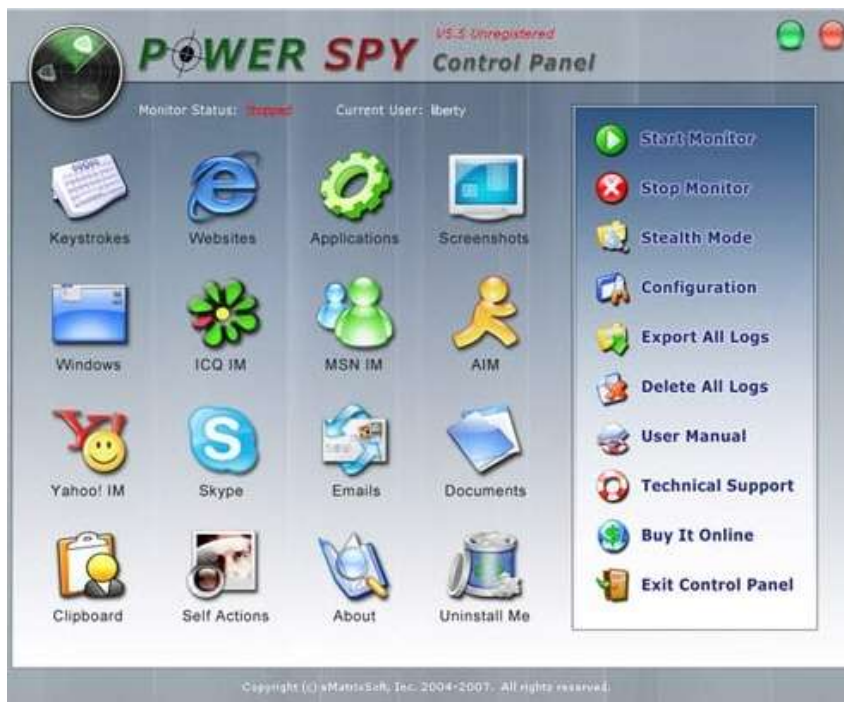 POWER SPY
V5.5 Unregistered
Control Panel
Monitor Status: Stopped
Current User: liberty
Keystrokes
Websites
Applications
Screenshots
Windows
ICQ IM
MSN IM
AIM
Yahoo! IM
Skype
Emails
Documents
Clipboard
Self Actions
About
Uninstall Me
Start Monitor
Stop Monitor
Stealth Mode
Configuration
Export All Logs
Delete All Logs
User Manual
Technical Support
Buy It Online
Exit Control Panel
Copyright (c) eMatrixSoft, Inc. 2004-2007. All rights reserved.